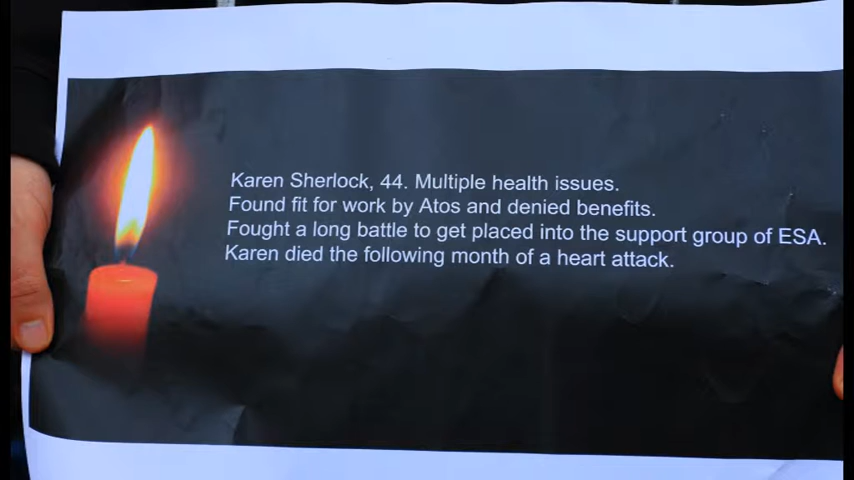 Karen Sherlock, 44. Multiple health issues.
Found fit for work by Atos and denied benefits.
Fought a long battle to get placed into the support group of ESA.
Karen died the following month of a heart attack.